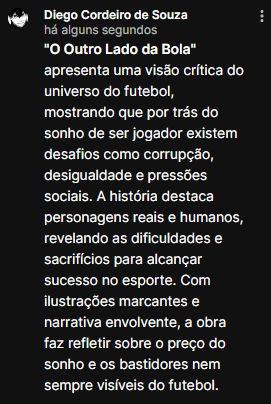 Diego Cordeiro de Souza
há alguns segundos
"O Outro Lado da Bola"
apresenta uma visão crítica do
universo do futebol,
mostrando que por trás do
sonho de ser jogador existem
desafios como corrupção,
desigualdade e pressões
sociais. A história destaca
personagens reais e humanos,
revelando as dificuldades e
sacrifícios para alcançar
sucesso no esporte. Com
ilustrações marcantes e
narrativa envolvente, a obra
faz refletir sobre o preço do
sonho e os bastidores nem
sempre visíveis do futebol.